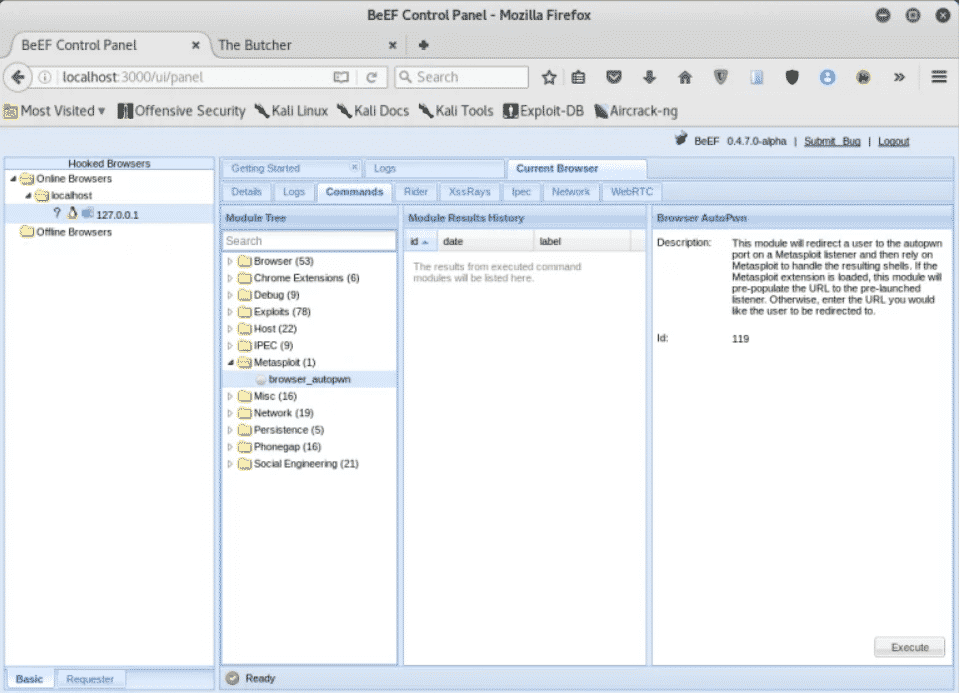 BeEF Control Panel - Mozilla Firefox
BeEF Control Panel
The Butcher
localhost:3000/ui/panel
Search
Most Visited
Offensive Security
Kali Linux
Kali Docs
Kali Tools
Exploit-DB
Aircrack-ng
BeEF 0.4.7.0-alpha | Submit Bug | Logout
Hooked Browsers
Online Browsers
localhost
? 127.0.0.1
Offline Browsers
Basic
Requester
Getting Started
Logs
Current Browser
Details
Logs
Commands
Rider
XssRays
Ipec
Network
WebRTC
Module Tree
Search
Browser (53)
Chrome Extensions (6)
Debug (9)
Exploits (78)
Host (22)
IPEC (9)
Metasploit (1)
browser_autopwn
Misc (16)
Network (19)
Persistence (5)
Phonegap (16)
Social Engineering (21)
Module Results History
id
date
label
The results from executed command
modules will be listed here.
Browser AutoPwn
Description:
This module will redirect a user to the autopwn
port on a Metasploit listener and then rely on
Metasploit to handle the resulting shells. If the
Metasploit extension is loaded, this module will
pre-populate the URL to the pre-launched
listener. Otherwise, enter the URL you would
like the user to be redirected to.
Id:
119
Execute
Ready